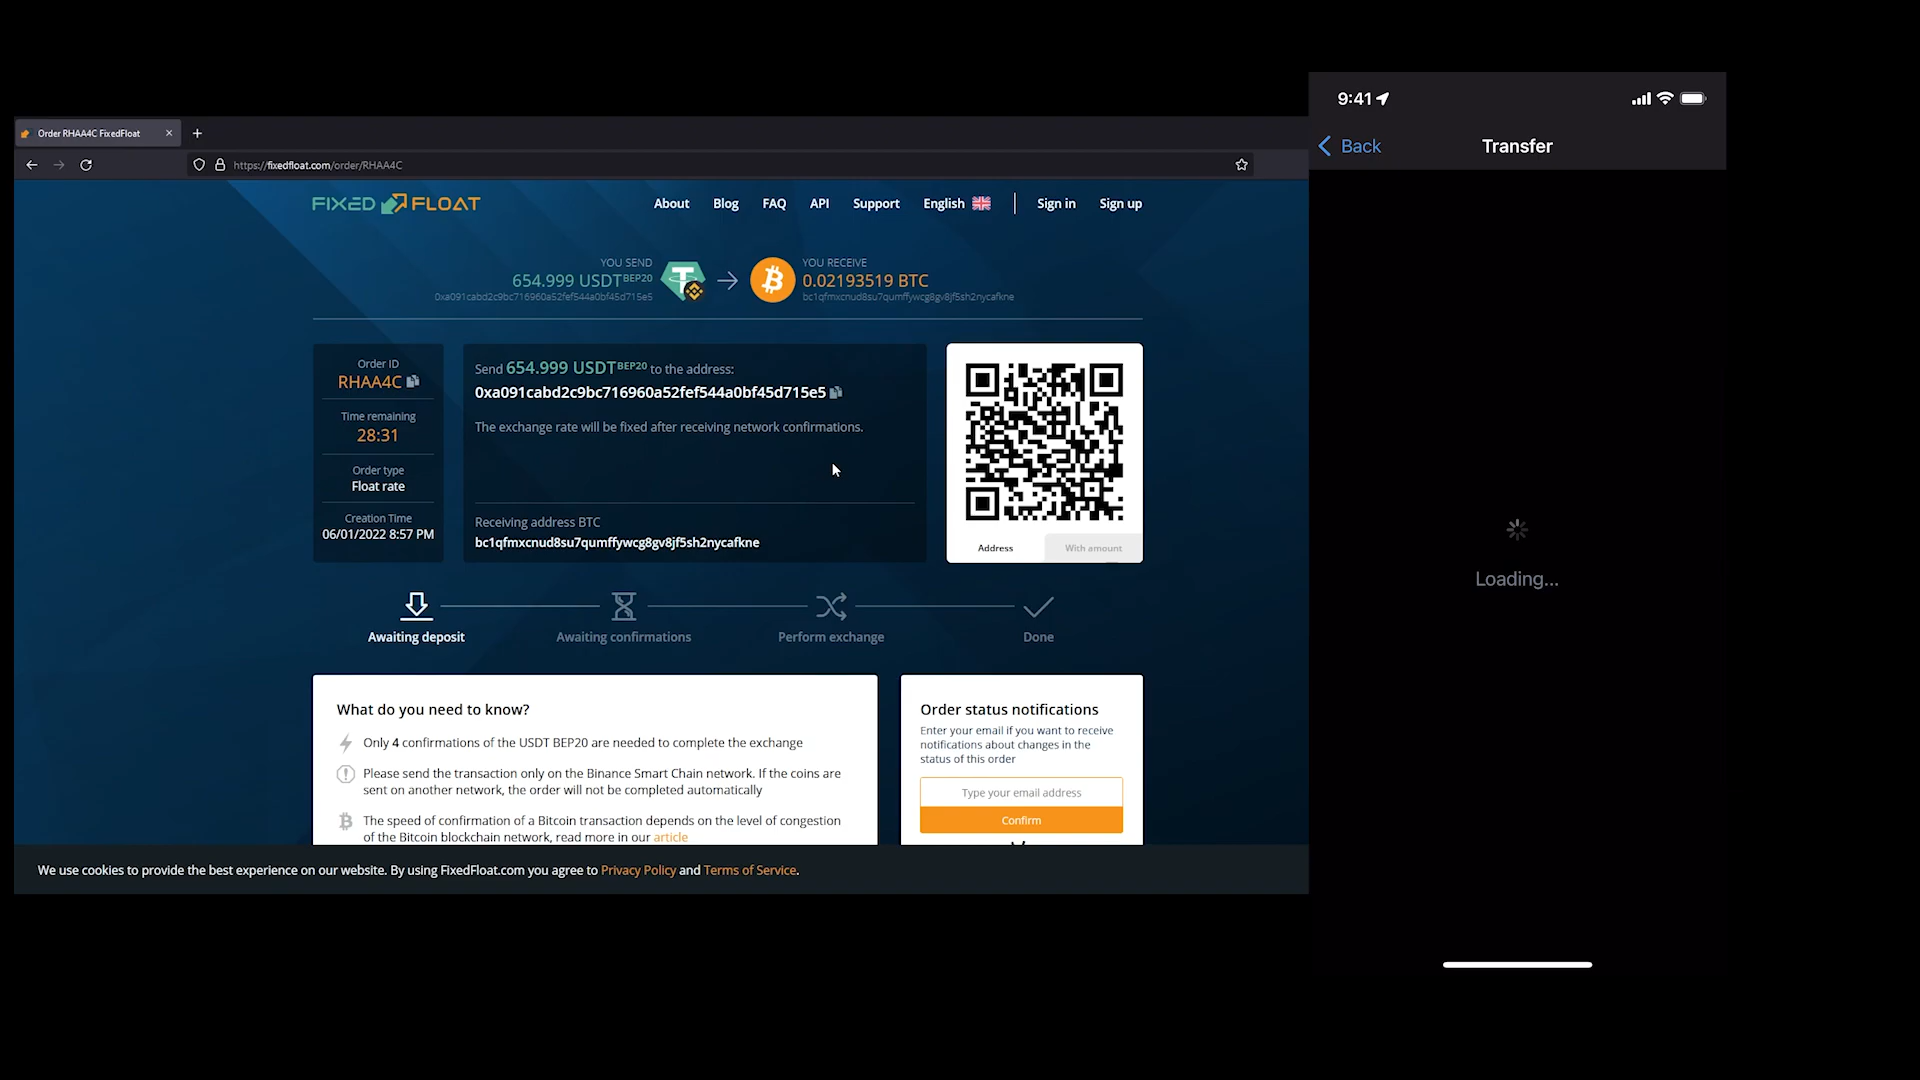 Order RHAA4C FixedFloat
https://fixedfloat.com/order/RHAA4C
FIXED FLOAT
About Blog FAQ API Support English Sign in Sign up
YOU SEND
654.999 USDT BEP20
0xa091cabd2c9bc716960a52fef544a0bf45d715e5
YOU RECEIVE
0.02193519 BTC
bc1qfmxcnud8su7qumffywcg8gv8jf5sh2nycafkne
Order ID
RHAA4C
Time remaining
28:31
Order type
Float rate
Creation Time
06/01/2022 8:57 PM
Send 654.999 USDT BEP20 to the address:
0xa091cabd2c9bc716960a52fef544a0bf45d715e5
The exchange rate will be fixed after receiving network confirmations.
Receiving address BTC
bc1qfmxcnud8su7qumffywcg8gv8jf5sh2nycafkne
Address With amount
Awaiting deposit
Awaiting confirmations
Perform exchange
Done
What do you need to know?
Only 4 confirmations of the USDT BEP20 are needed to complete the exchange
Please send the transaction only on the Binance Smart Chain network. If the coins are
sent on another network, the order will not be completed automatically
The speed of confirmation of a Bitcoin transaction depends on the level of congestion
of the Bitcoin blockchain network, read more in our article
Order status notifications
Enter your email if you want to receive
notifications about changes in the
status of this order
Type your email address
Confirm
We use cookies to provide the best experience on our website. By using FixedFloat.com you agree to Privacy Policy and Terms of Service.
9:41
Back
Transfer
Loading...